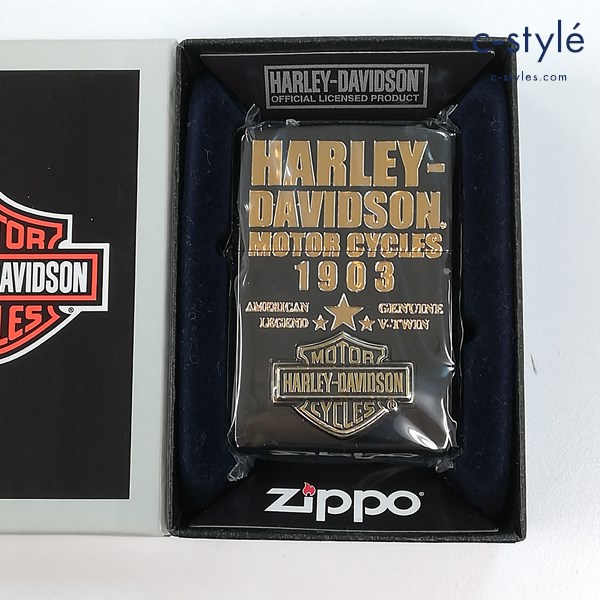 c-stylé
c-styles.com
HARLEY-DAVIDSON
OFFICIAL LICENSED PRODUCT
HARLEY-
DAVIDSON®
MOTOR CYCLES
1903
AMERICAN GENUINE
LEGEND V-TWIN
MOTOR
HARLEY-DAVIDSON
CYCLES®
zippo®
TOR
DAVIDSON
LES®